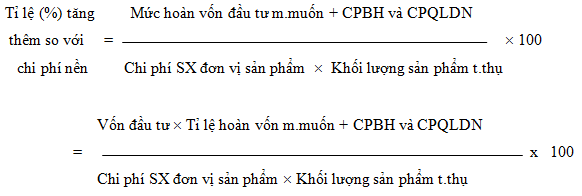 Tỉ lệ (%) tăng thêm so với chi phí nền = Mức hoàn vốn đầu tư m.muốn + CPBH và CPQLDN × 100
Chi phí SX đơn vị sản phẩm × Khối lượng sản phẩm t.thụ
Vốn đầu tư × Tỉ lệ hoàn vốn m.muốn + CPBH và CPQLDN
= x 100
Chi phí SX đơn vị sản phẩm × Khối lượng sản phẩm t.thụ